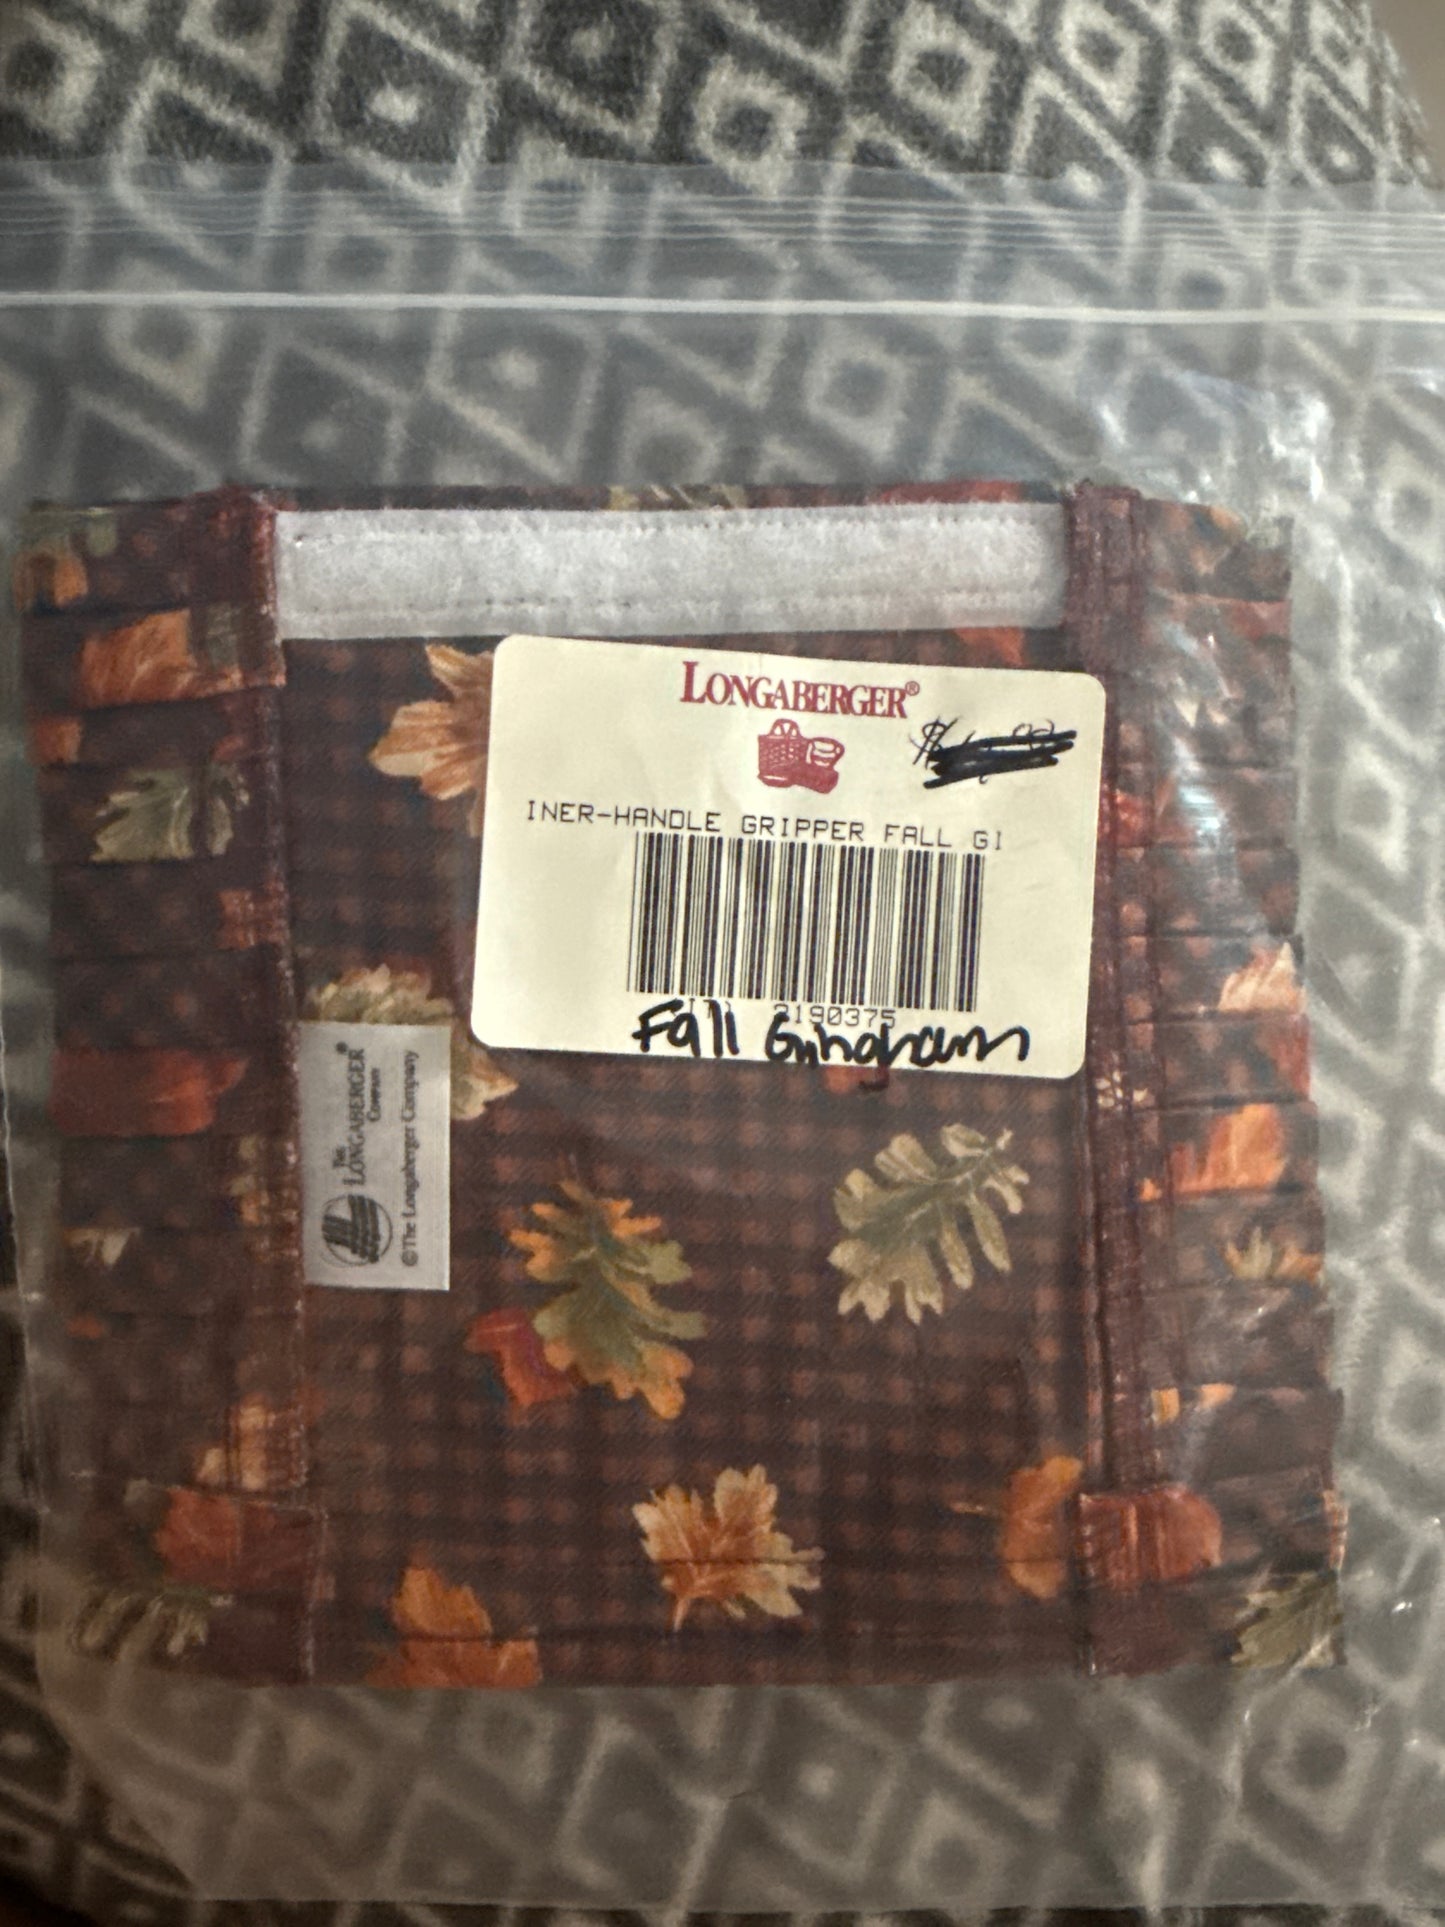 LONGABERGER®
INER-HANDLE GRIPPER FALL GI
2190375
Fall Gingham
The
LONGABERGER®
COMPANY
©The Longaberger Company